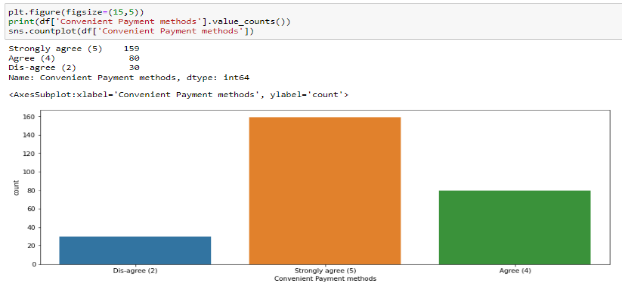 plt.figure(figsize=(15,5))
print(df['Convenient Payment methods'].value_counts())
sns.countplot(df['Convenient Payment methods'])
Strongly agree (5)    159
Agree (4)    80
Dis-agree (2)    30
Name: Convenient Payment methods, dtype: int64
<AxesSubplot:xlabel='Convenient Payment methods', ylabel='count'>
160
140
120
100
80
60
40
20
0
count
Dis-agree (2)    Strongly agree (5)    Agree (4)
Convenient Payment methods